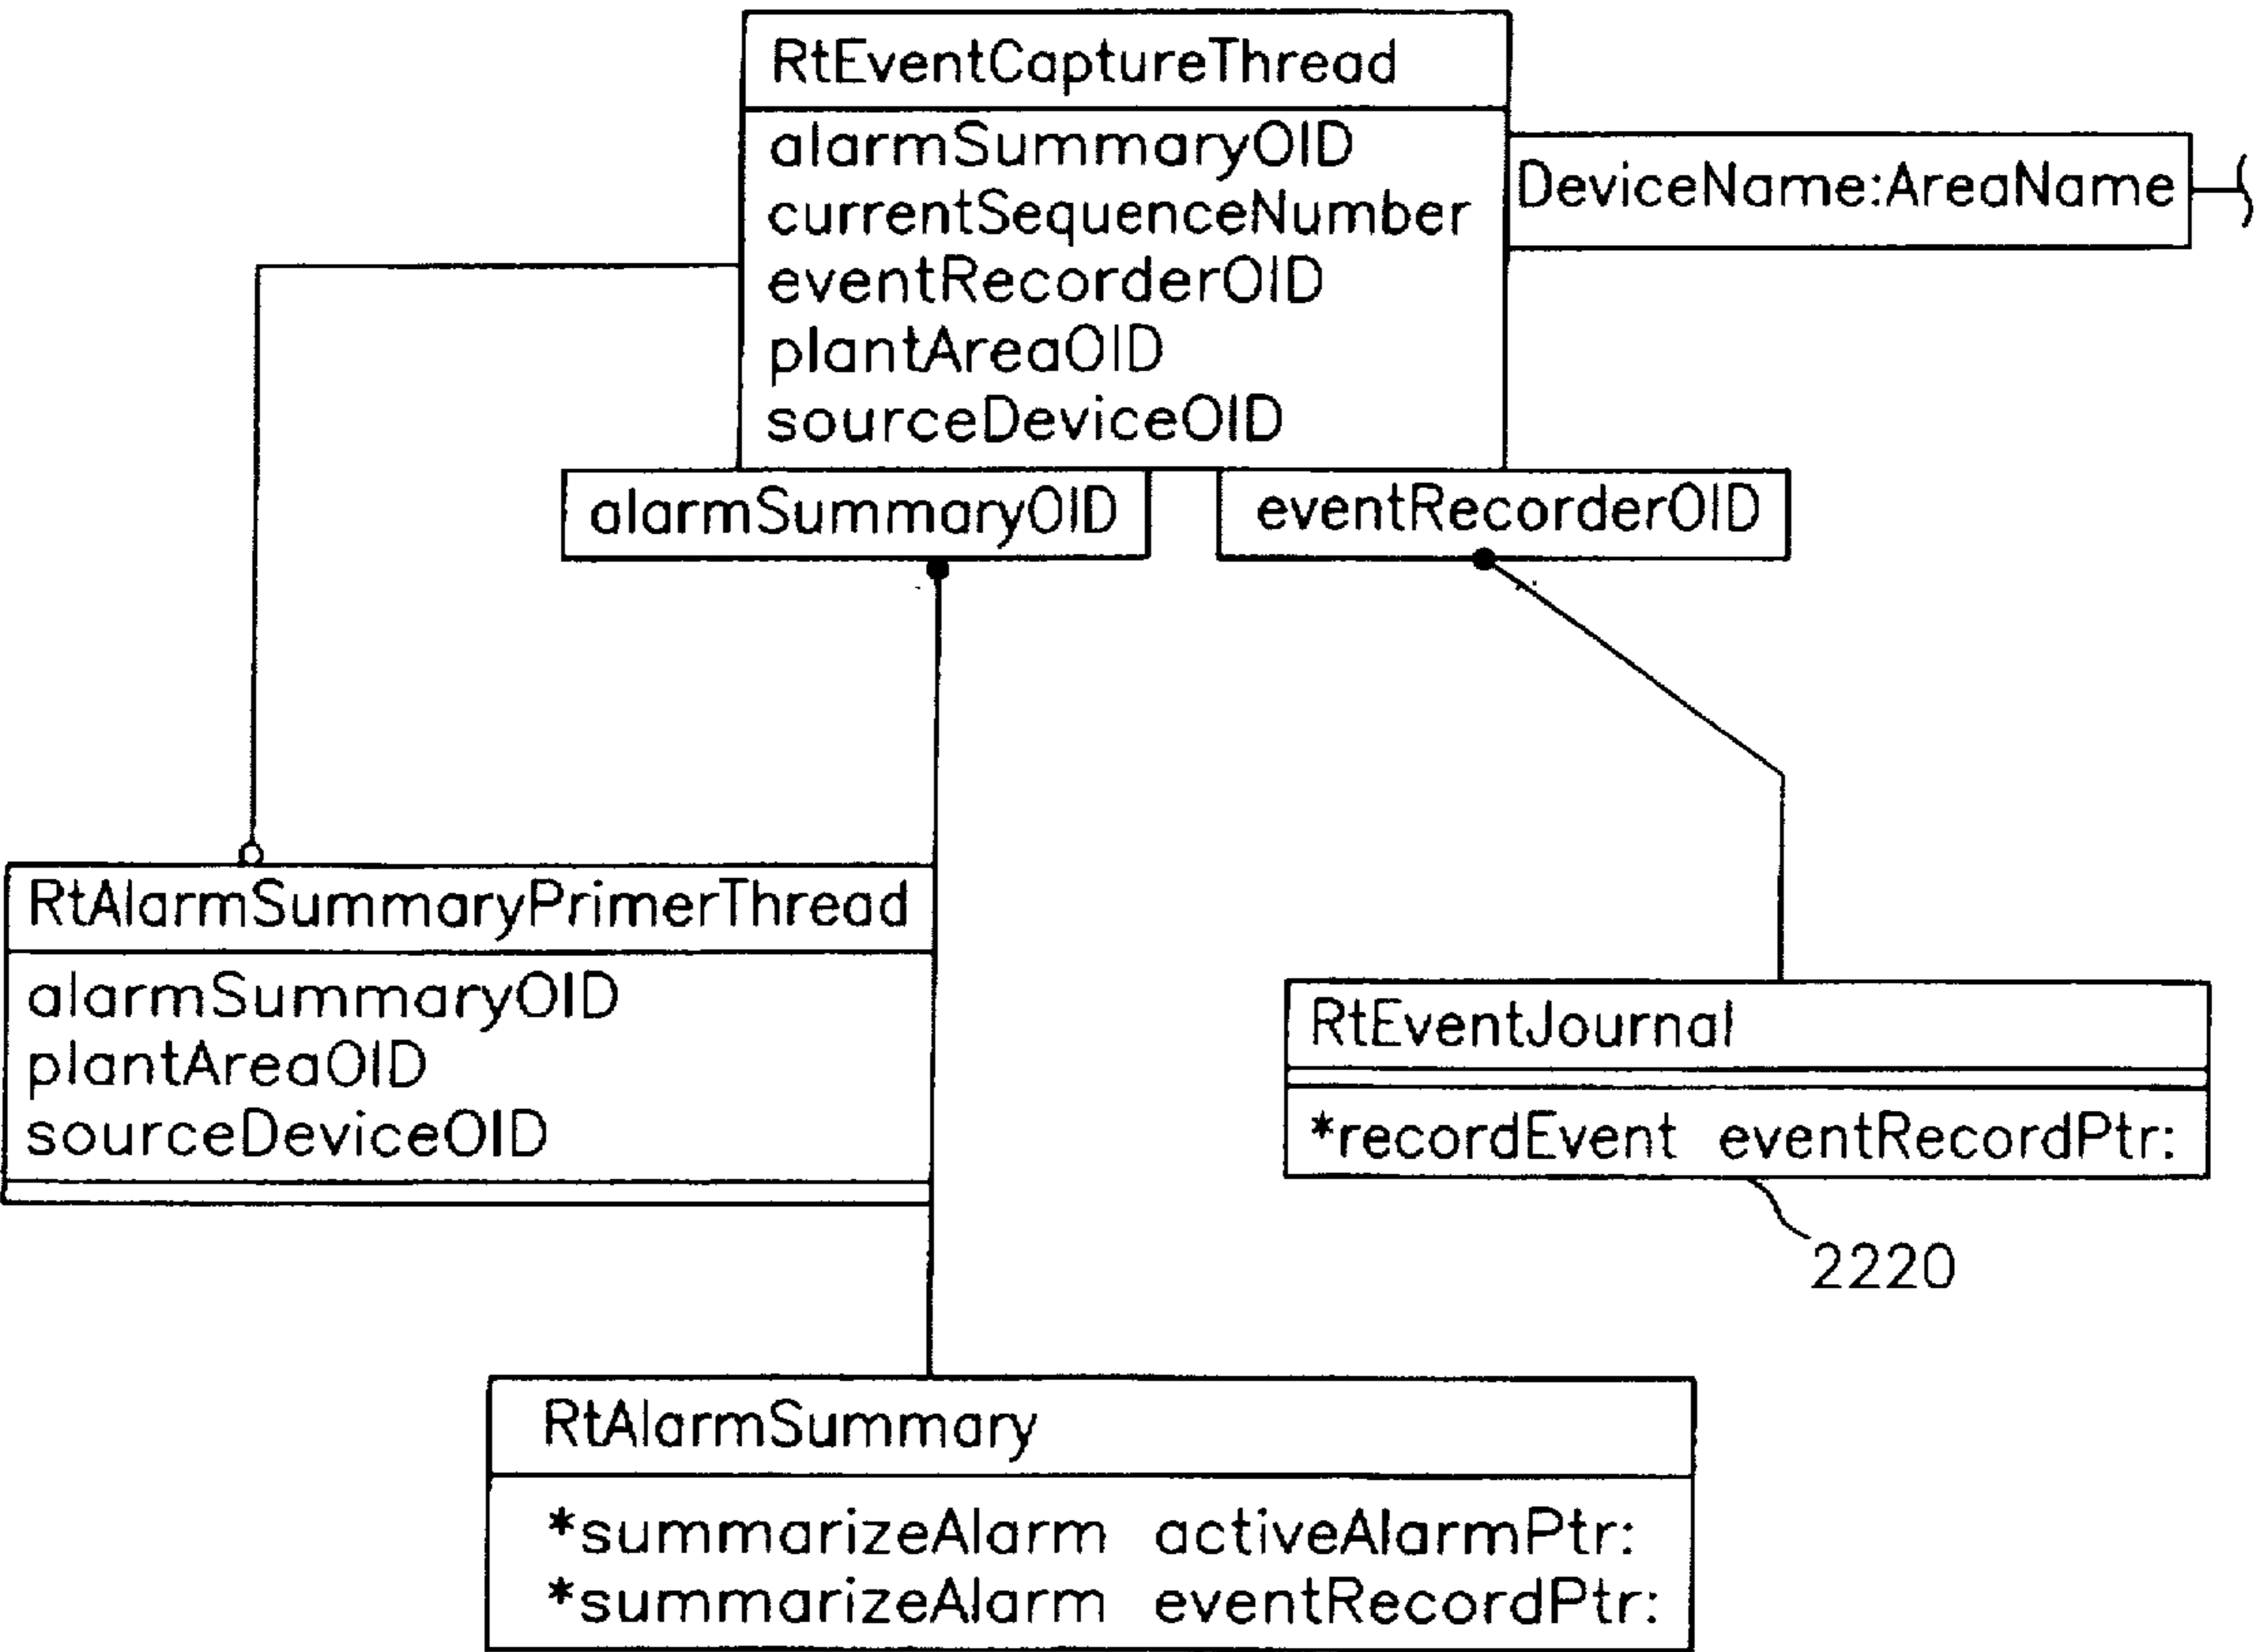 RtEventCaptureThread
alarmSummaryOID
currentSequenceNumber
eventRecorderOID
plantAreaOID
sourceDeviceOID
DeviceName:AreaName
alarmSummaryOID
eventRecorderOID
RtAlarmSummaryPrimerThread
alarmSummaryOID
plantAreaOID
sourceDeviceOID
RtEventJournal
*recordEvent eventRecordPtr:
2220
RtAlarmSummary
*summarizeAlarm activeAlarmPtr:
*summarizeAlarm eventRecordPtr: